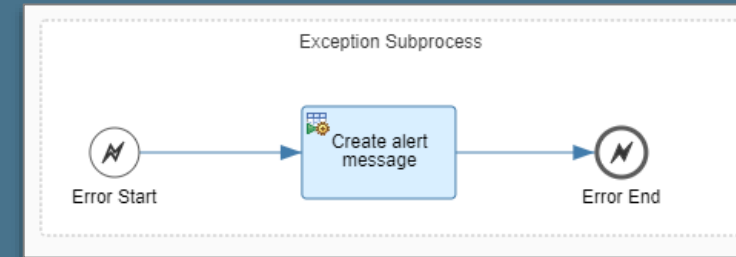 Exception Subprocess
Create alert
message
Error Start
Error End